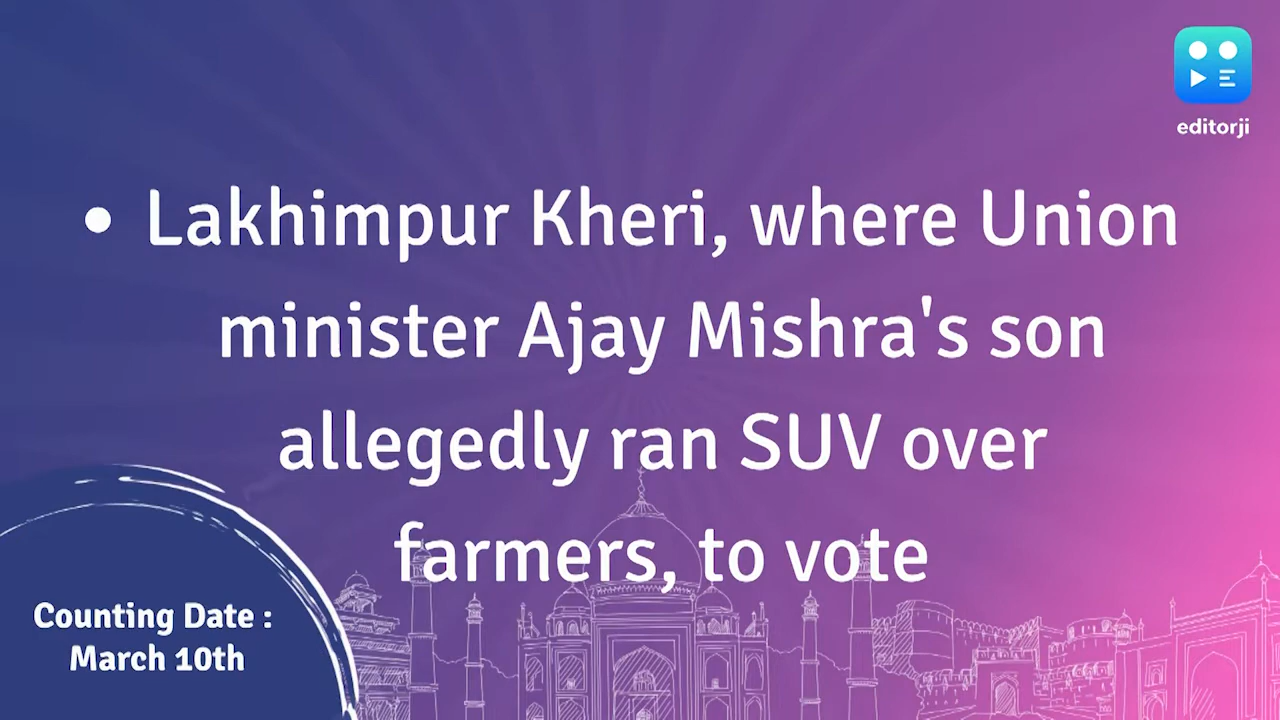 editorji
• Lakhimpur Kheri, where Union
minister Ajay Mishra's son
allegedly ran SUV over
farmers, to vote
Counting Date :
March 10th